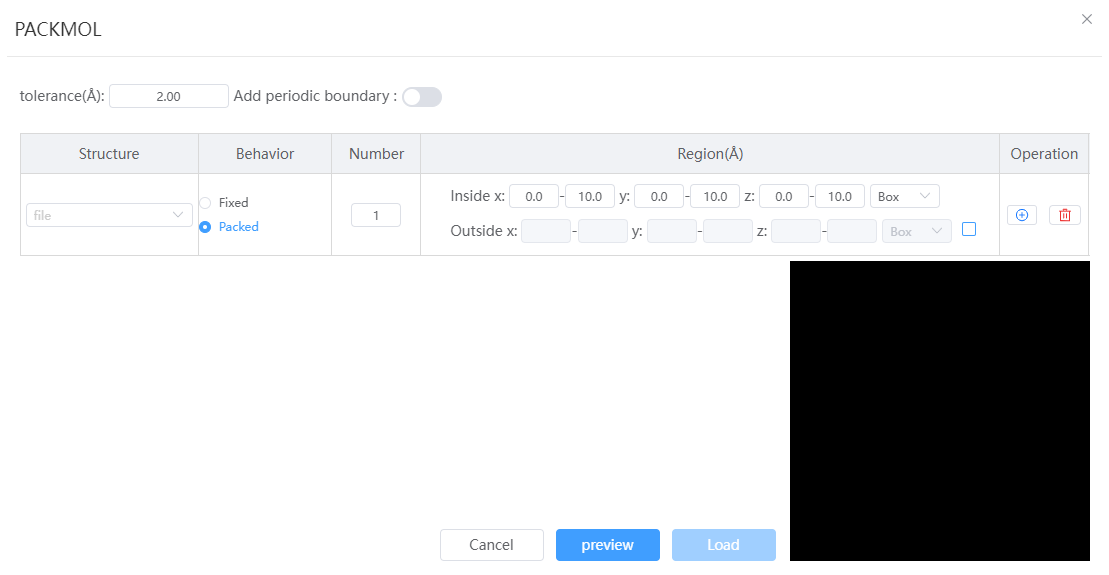 PACKMOL
tolerance(Å): 2.00 Add periodic boundary :
Structure Behavior Number Region(Å) Operation
file Fixed Packed 1
Inside x: 0.0 - 10.0 y: 0.0 - 10.0 z: 0.0 - 10.0 Box
Outside x: - y: - z: - Box
Cancel preview Load